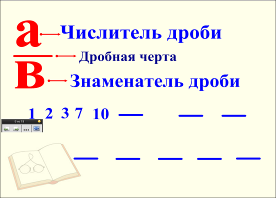 а
Числитель дроби
Дробная черта
в
Знаменатель дроби
1 2 3 7 10